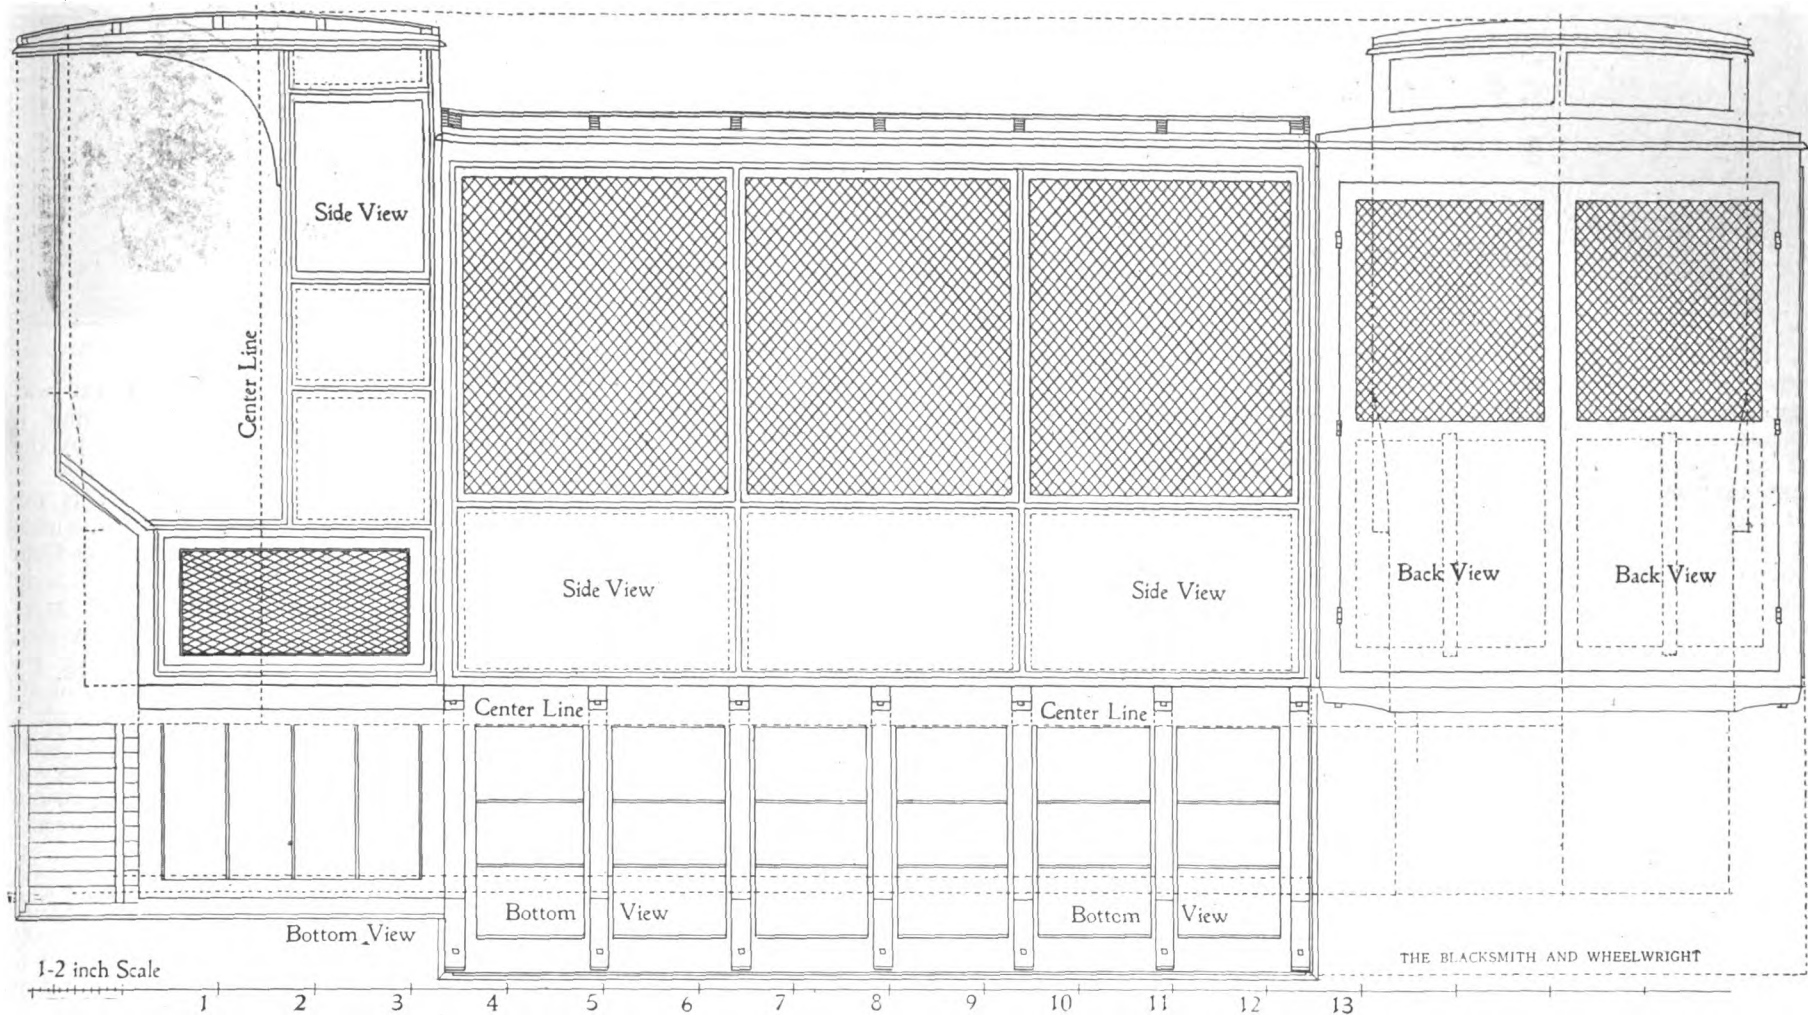 Side View
Center Line
Side View
Side View
Back View
Back View
Center Line
Center Line
Bottom View
Bottom View
Bottom View
THE BLACKSMITH AND WHEELWRIGHT
1-2 inch Scale
1 2 3 4 5 6 7 8 9 10 11 12 13